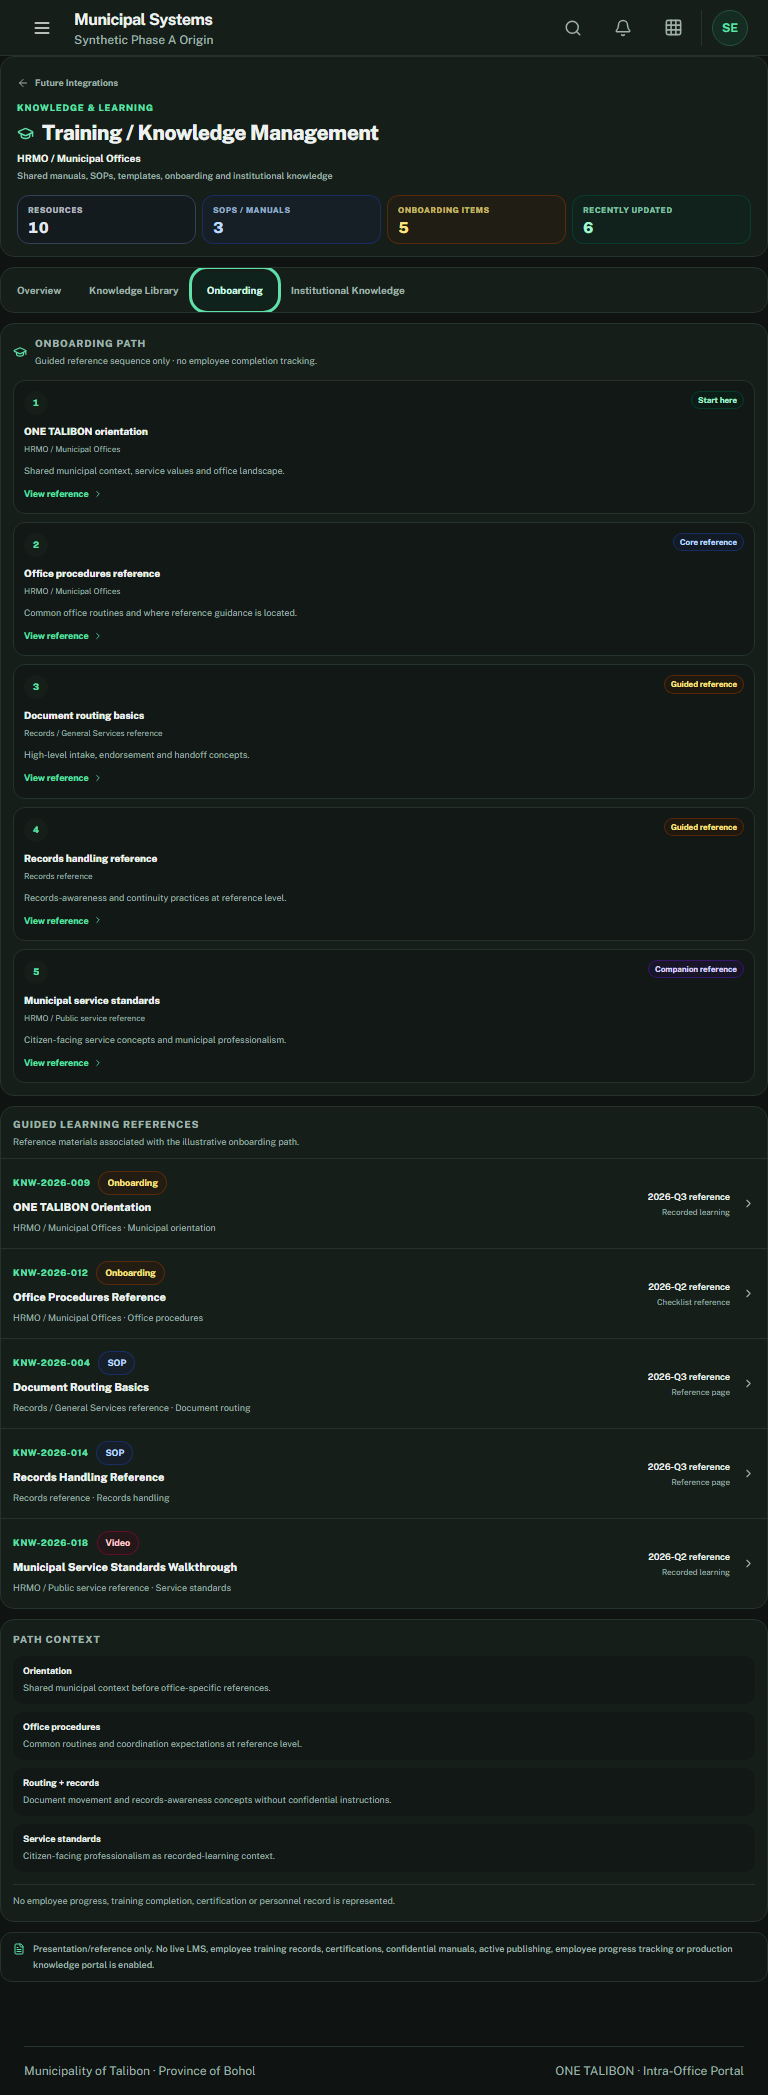 Municipal Systems
Synthetic Phase A Origin
SE
Future Integrations
KNOWLEDGE & LEARNING
Training / Knowledge Management
HRMO / Municipal Offices
Shared manuals, SOPs, templates, onboarding and institutional knowledge
RESOURCES
10
SOPS / MANUALS
3
ONBOARDING ITEMS
5
RECENTLY UPDATED
6
Overview
Knowledge Library
Onboarding
Institutional Knowledge
ONBOARDING PATH
Guided reference sequence only · no employee completion tracking.
1
Start here
ONE TALIBON orientation
HRMO / Municipal Offices
Shared municipal context, service values and office landscape.
View reference
2
Core reference
Office procedures reference
HRMO / Municipal Offices
Common office routines and where reference guidance is located.
View reference
3
Guided reference
Document routing basics
Records / General Services reference
High-level intake, endorsement and handoff concepts.
View reference
4
Guided reference
Records handling reference
Records reference
Records-awareness and continuity practices at reference level.
View reference
5
Companion reference
Municipal service standards
HRMO / Public service reference
Citizen-facing service concepts and municipal professionalism.
View reference
GUIDED LEARNING REFERENCES
Reference materials associated with the illustrative onboarding path.
KNW-2026-009 Onboarding
ONE TALIBON Orientation
HRMO / Municipal Offices · Municipal orientation
2026-Q3 reference
Recorded learning
KNW-2026-012 Onboarding
Office Procedures Reference
HRMO / Municipal Offices · Office procedures
2026-Q2 reference
Checklist reference
KNW-2026-004 SOP
Document Routing Basics
Records / General Services reference · Document routing
2026-Q3 reference
Reference page
KNW-2026-014 SOP
Records Handling Reference
Records reference · Records handling
2026-Q3 reference
Reference page
KNW-2026-018 Video
Municipal Service Standards Walkthrough
HRMO / Public service reference · Service standards
2026-Q2 reference
Recorded learning
PATH CONTEXT
Orientation
Shared municipal context before office-specific references.
Office procedures
Common routines and coordination expectations at reference level.
Routing + records
Document movement and records-awareness concepts without confidential instructions.
Service standards
Citizen-facing professionalism as recorded-learning context.
No employee progress, training completion, certification or personnel record is represented.
Presentation/reference only. No live LMS, employee training records, certifications, confidential manuals, active publishing, employee progress tracking or production
knowledge portal is enabled.
Municipality of Talibon · Province of Bohol
ONE TALIBON · Intra-Office Portal